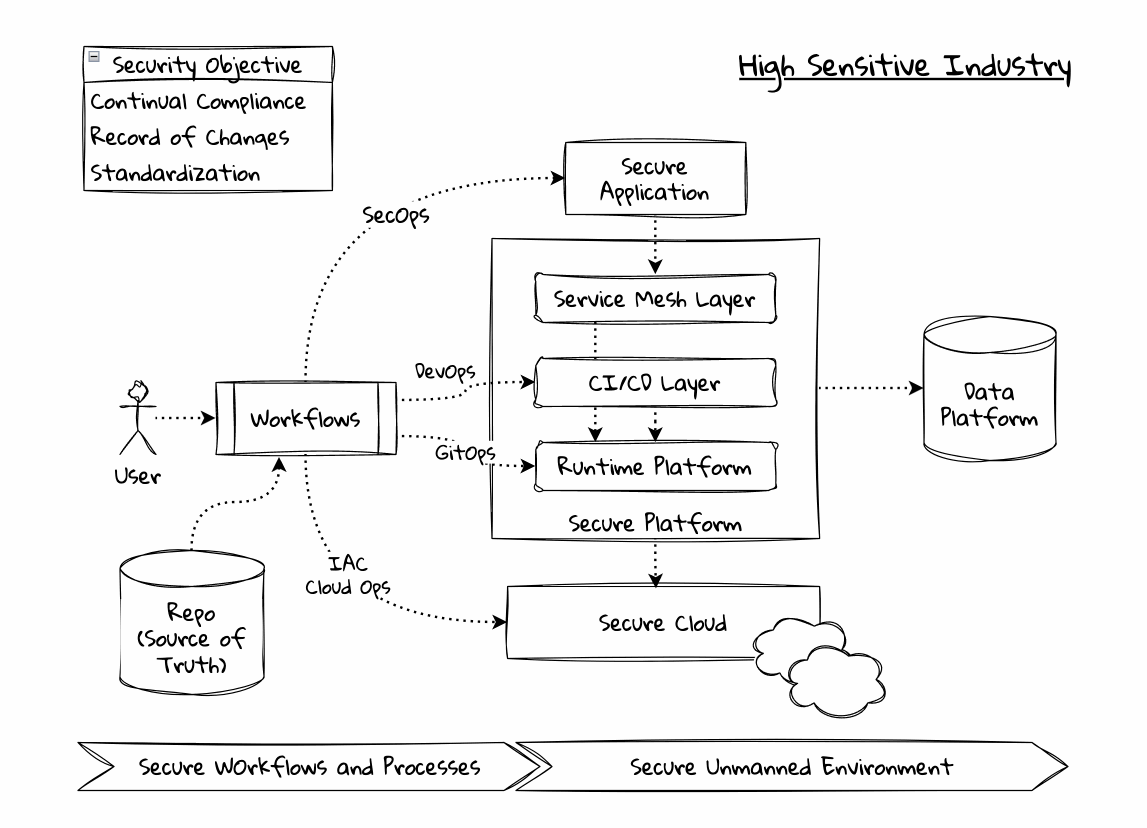 Security Objective
Continual Compliance
Record of Changes
Standardization
High Sensitive Industry
Secure
Application
SecOps
Service Mesh Layer
DevOps
CI/CD Layer
Workflows
GitOps
Runtime Platform
Data
Platform
User
Secure Platform
IAC
Cloud Ops
Repo
(Source of
Truth)
Secure Cloud
Secure WOrkflows and Processes
Secure Unmanned Environment